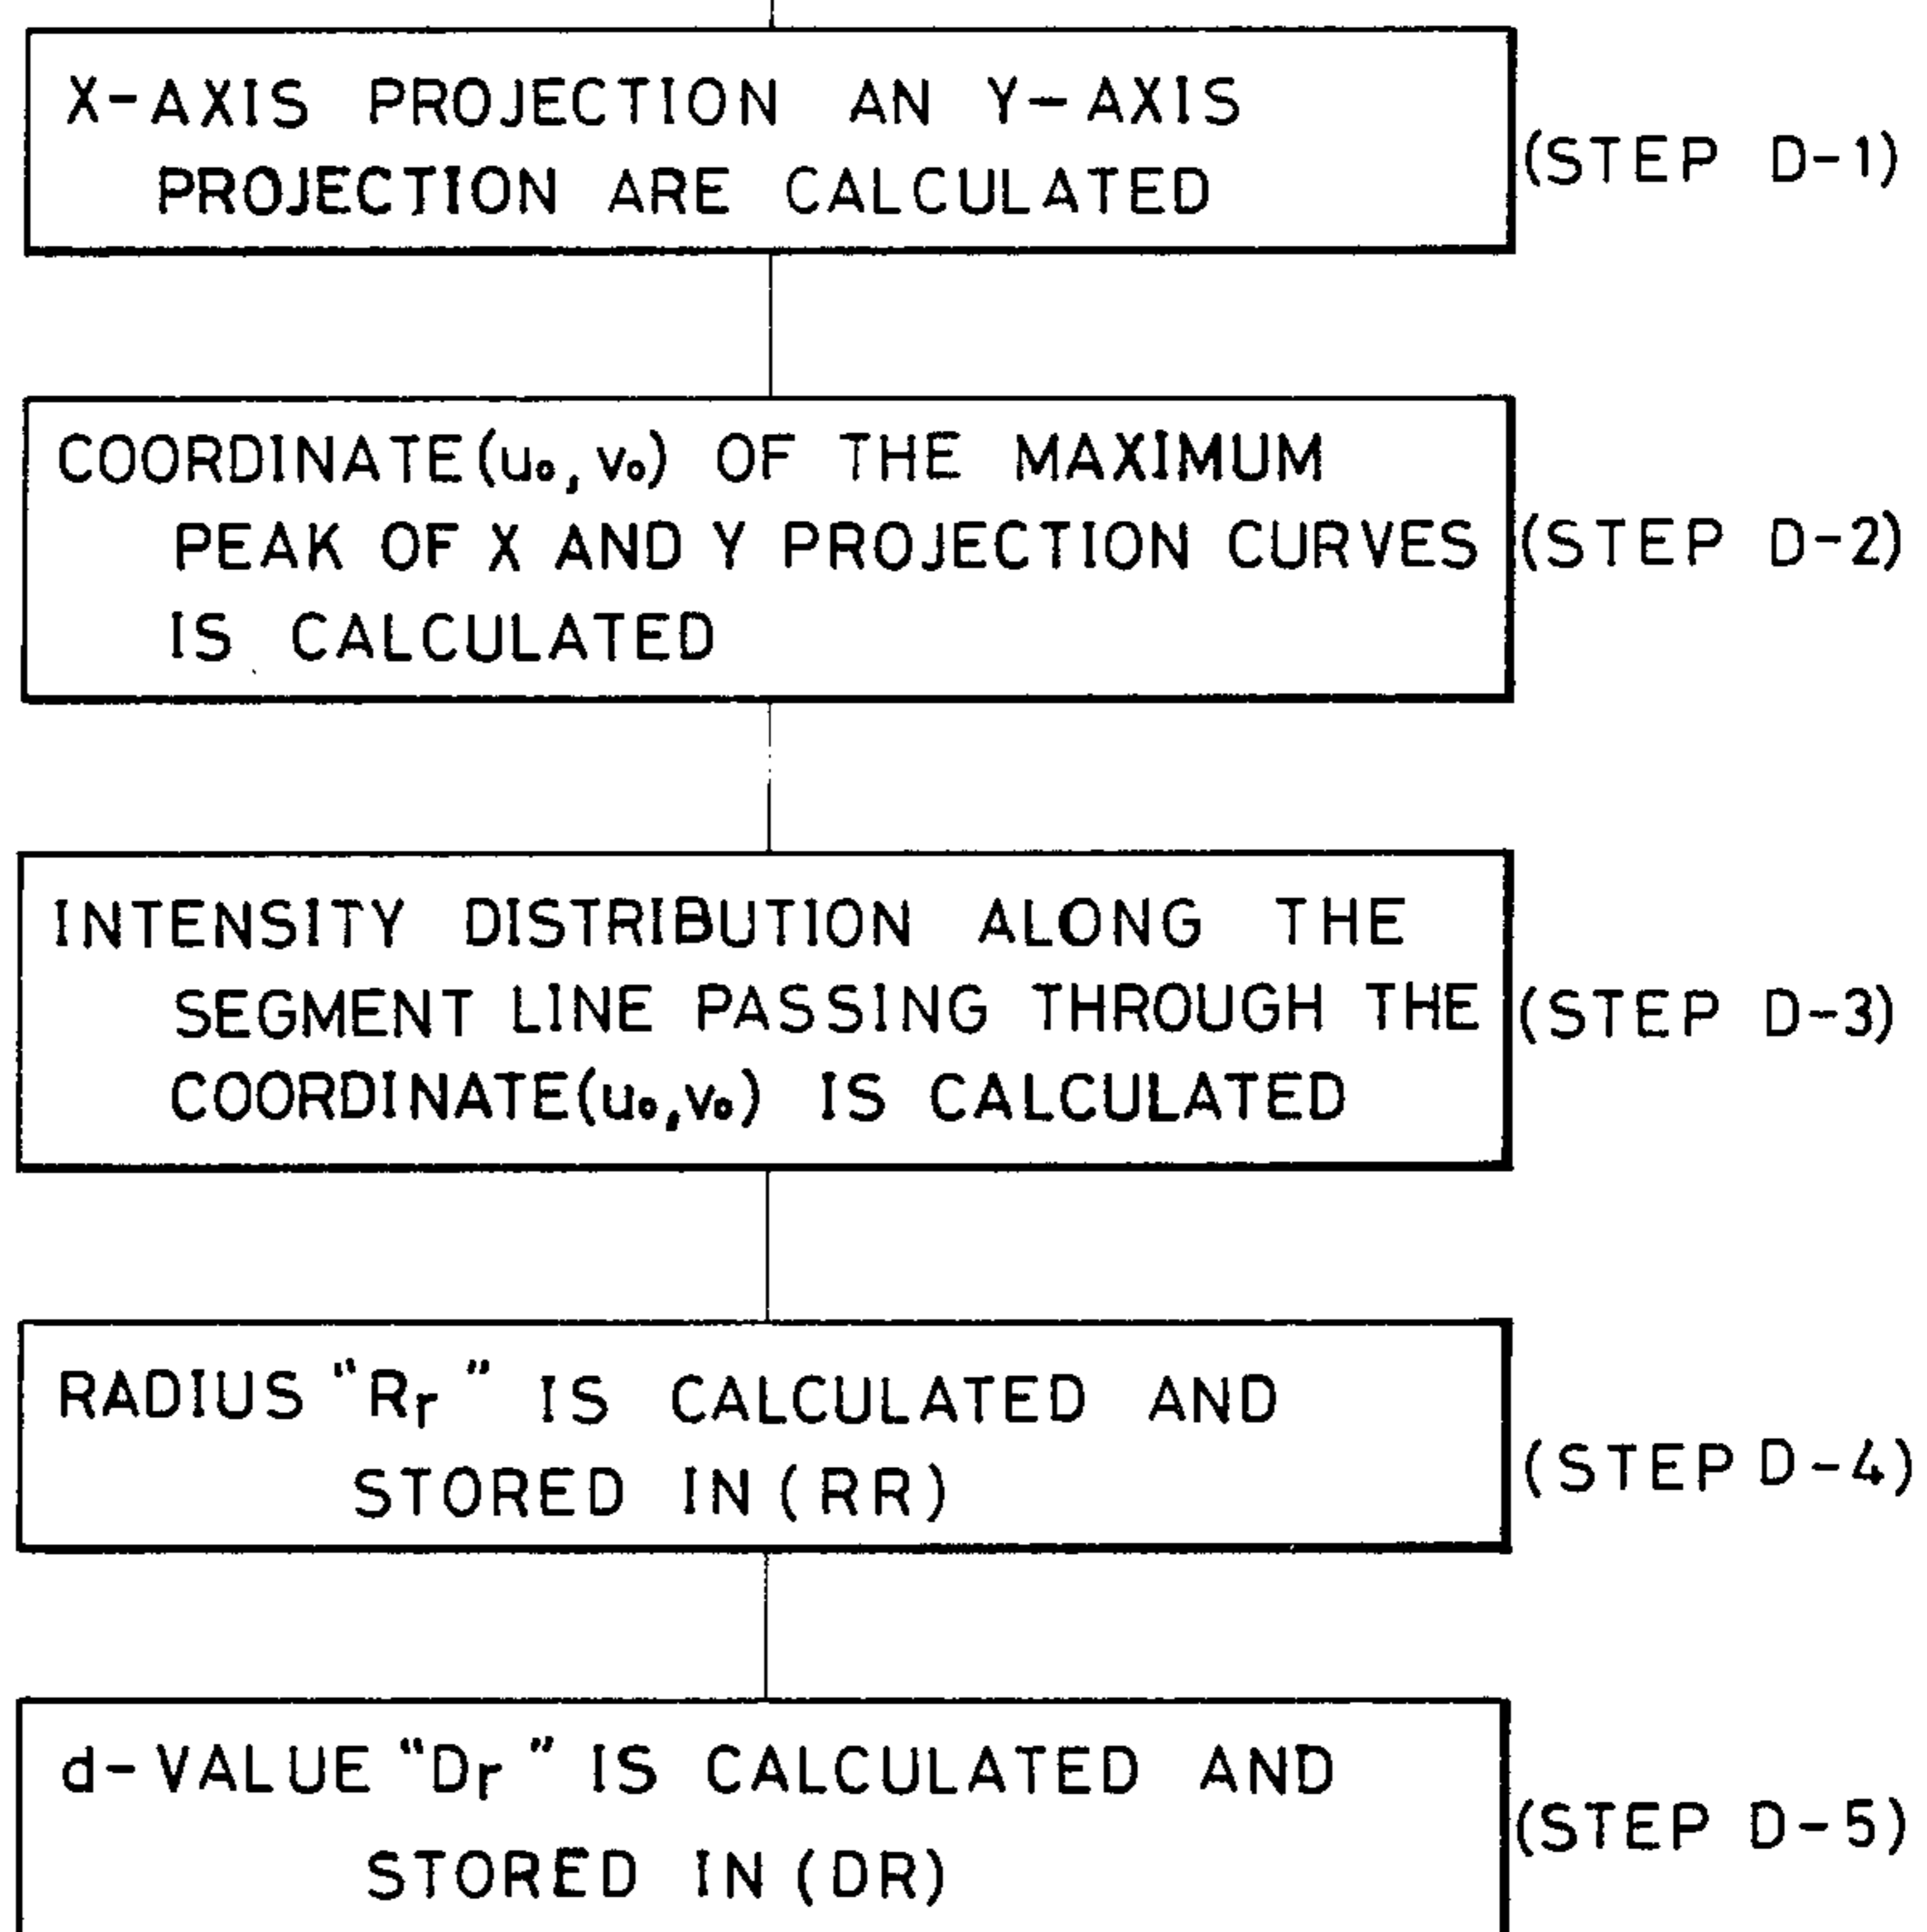 X-AXIS PROJECTION AN Y-AXIS
PROJECTION ARE CALCULATED
(STEP D-1)
COORDINATE(u₀, v₀) OF THE MAXIMUM
PEAK OF X AND Y PROJECTION CURVES
IS CALCULATED
(STEP D-2)
INTENSITY DISTRIBUTION ALONG THE
SEGMENT LINE PASSING THROUGH THE
COORDINATE(u₀,v₀) IS CALCULATED
(STEP D-3)
RADIUS "Rr" IS CALCULATED AND
STORED IN (RR)
(STEP D-4)
d-VALUE "Dr" IS CALCULATED AND
STORED IN (DR)
(STEP D-5)